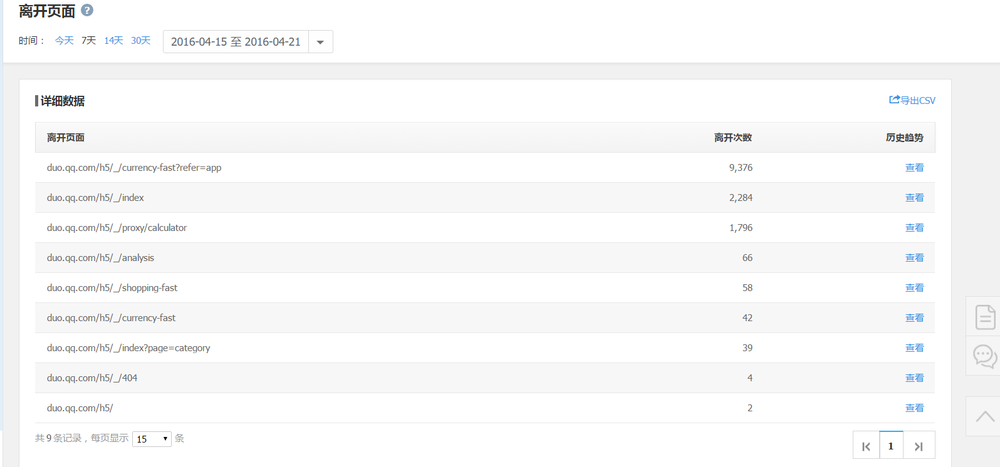 离开页面 ?
时间： 今天 7天 14天 30天 2016-04-15 至 2016-04-21
详细数据 导出CSV
离开页面 离开次数 历史趋势
duo.qq.com/h5/_/currency-fast?refer=app 9,376 查看
duo.qq.com/h5/_/index 2,284 查看
duo.qq.com/h5/_/proxy/calculator 1,796 查看
duo.qq.com/h5/_/analysis 66 查看
duo.qq.com/h5/_/shopping-fast 58 查看
duo.qq.com/h5/_/currency-fast 42 查看
duo.qq.com/h5/_/index?page=category 39 查看
duo.qq.com/h5/_/404 4 查看
duo.qq.com/h5/ 2 查看
共9条记录，每页显示 15 条 1